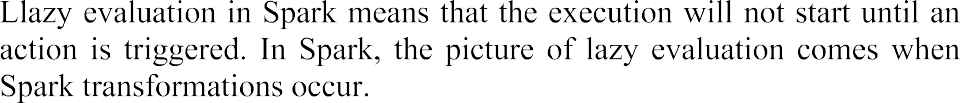 Llazy evaluation in Spark means that the execution will not start until an
action is triggered. In Spark, the picture of lazy evaluation comes when
Spark transformations occur.